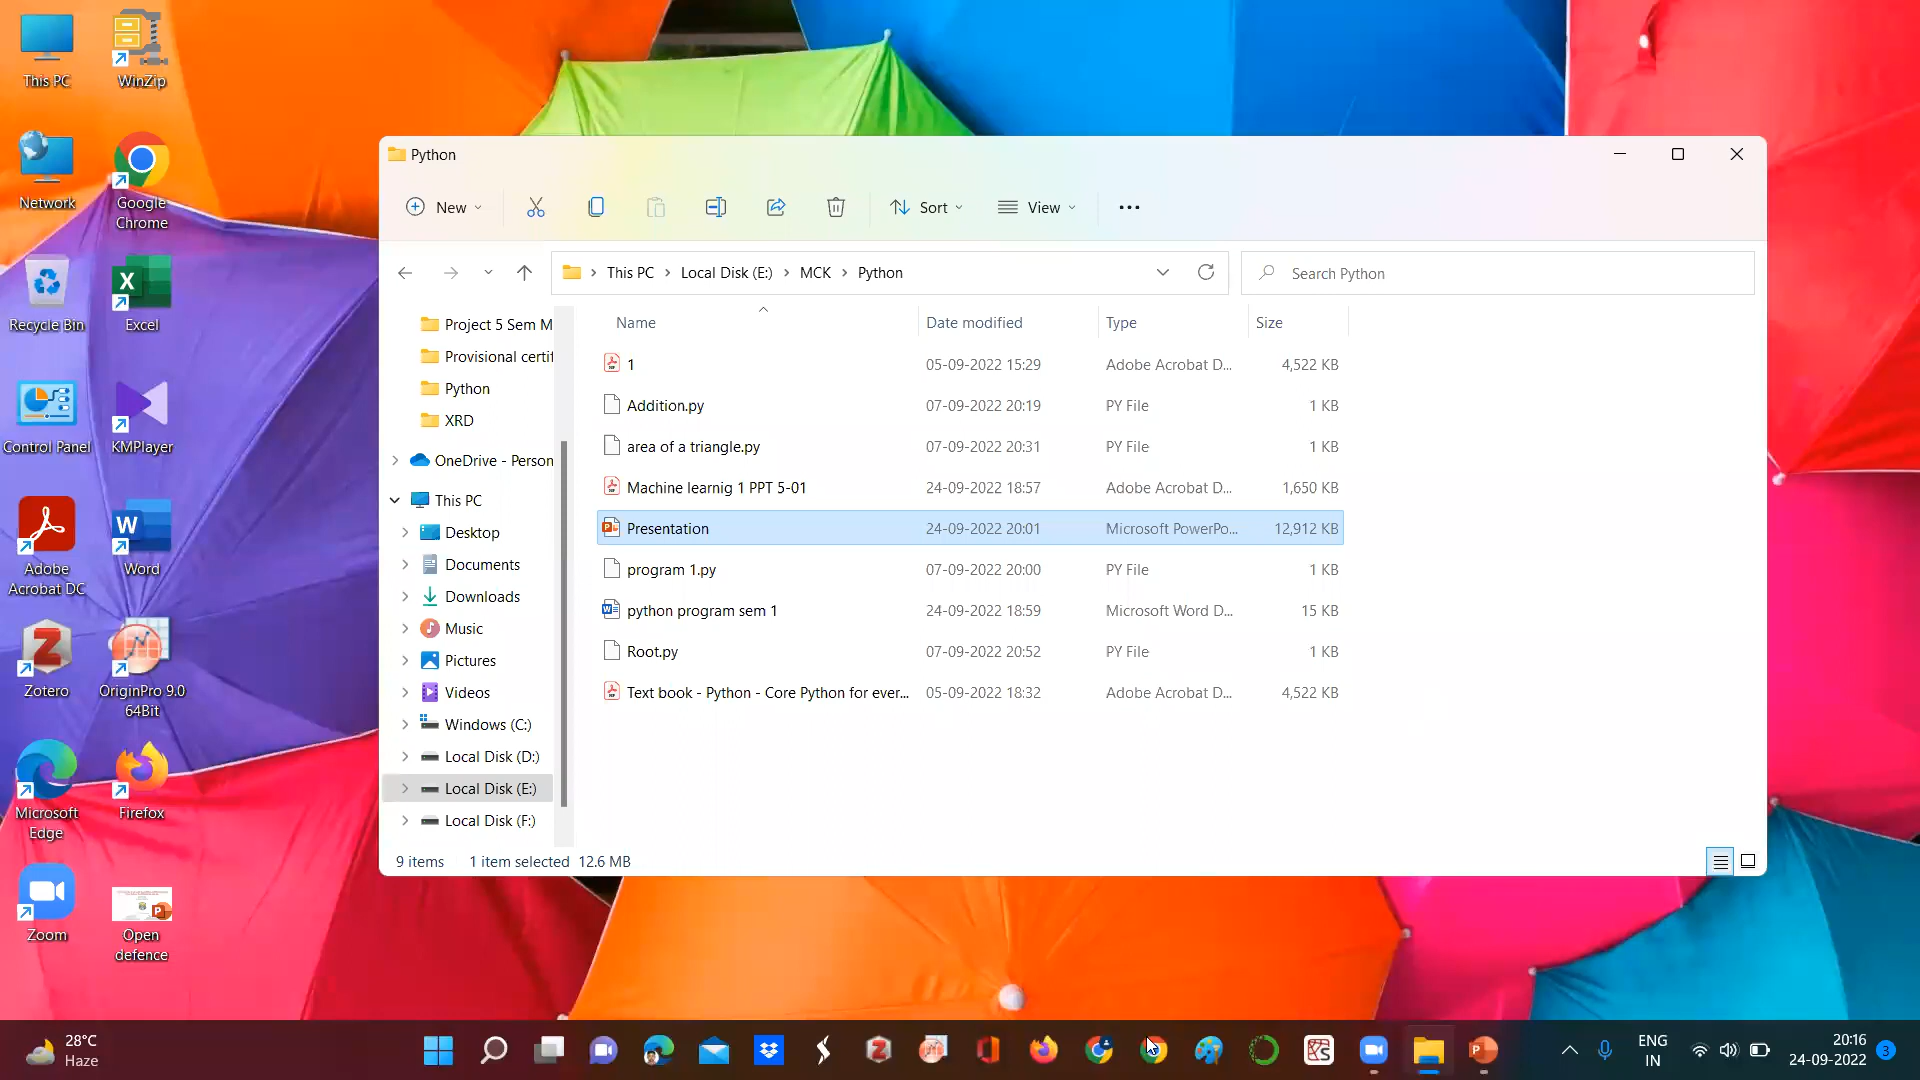 This PC
WinZip
Network
Google
Chrome
Recycle Bin
Excel
Control Panel
KMPlayer
Adobe
Acrobat DC
Word
Zotero
OriginPro 9.0
64Bit
Microsoft
Edge
Firefox
Zoom
Open
defence
Python
New
Sort
View
This PC > Local Disk (E:) > MCK > Python
Search Python
Project 5 Sem M
Provisional certif
Python
XRD
OneDrive - Person
This PC
Desktop
Documents
Downloads
Music
Pictures
Videos
Windows (C:)
Local Disk (D:)
Local Disk (E:)
Local Disk (F:)
Name Date modified Type Size
1 05-09-2022 15:29 Adobe Acrobat D... 4,522 KB
Addition.py 07-09-2022 20:19 PY File 1 KB
area of a triangle.py 07-09-2022 20:31 PY File 1 KB
Machine learnig 1 PPT 5-01 24-09-2022 18:57 Adobe Acrobat D... 1,650 KB
Presentation 24-09-2022 20:01 Microsoft PowerPo... 12,912 KB
program 1.py 07-09-2022 20:00 PY File 1 KB
python program sem 1 24-09-2022 18:59 Microsoft Word D... 15 KB
Root.py 07-09-2022 20:52 PY File 1 KB
Text book - Python - Core Python for ever... 05-09-2022 18:32 Adobe Acrobat D... 4,522 KB
9 items 1 item selected 12.6 MB
28°C
Haze
ENG
IN
20:16
24-09-2022
3